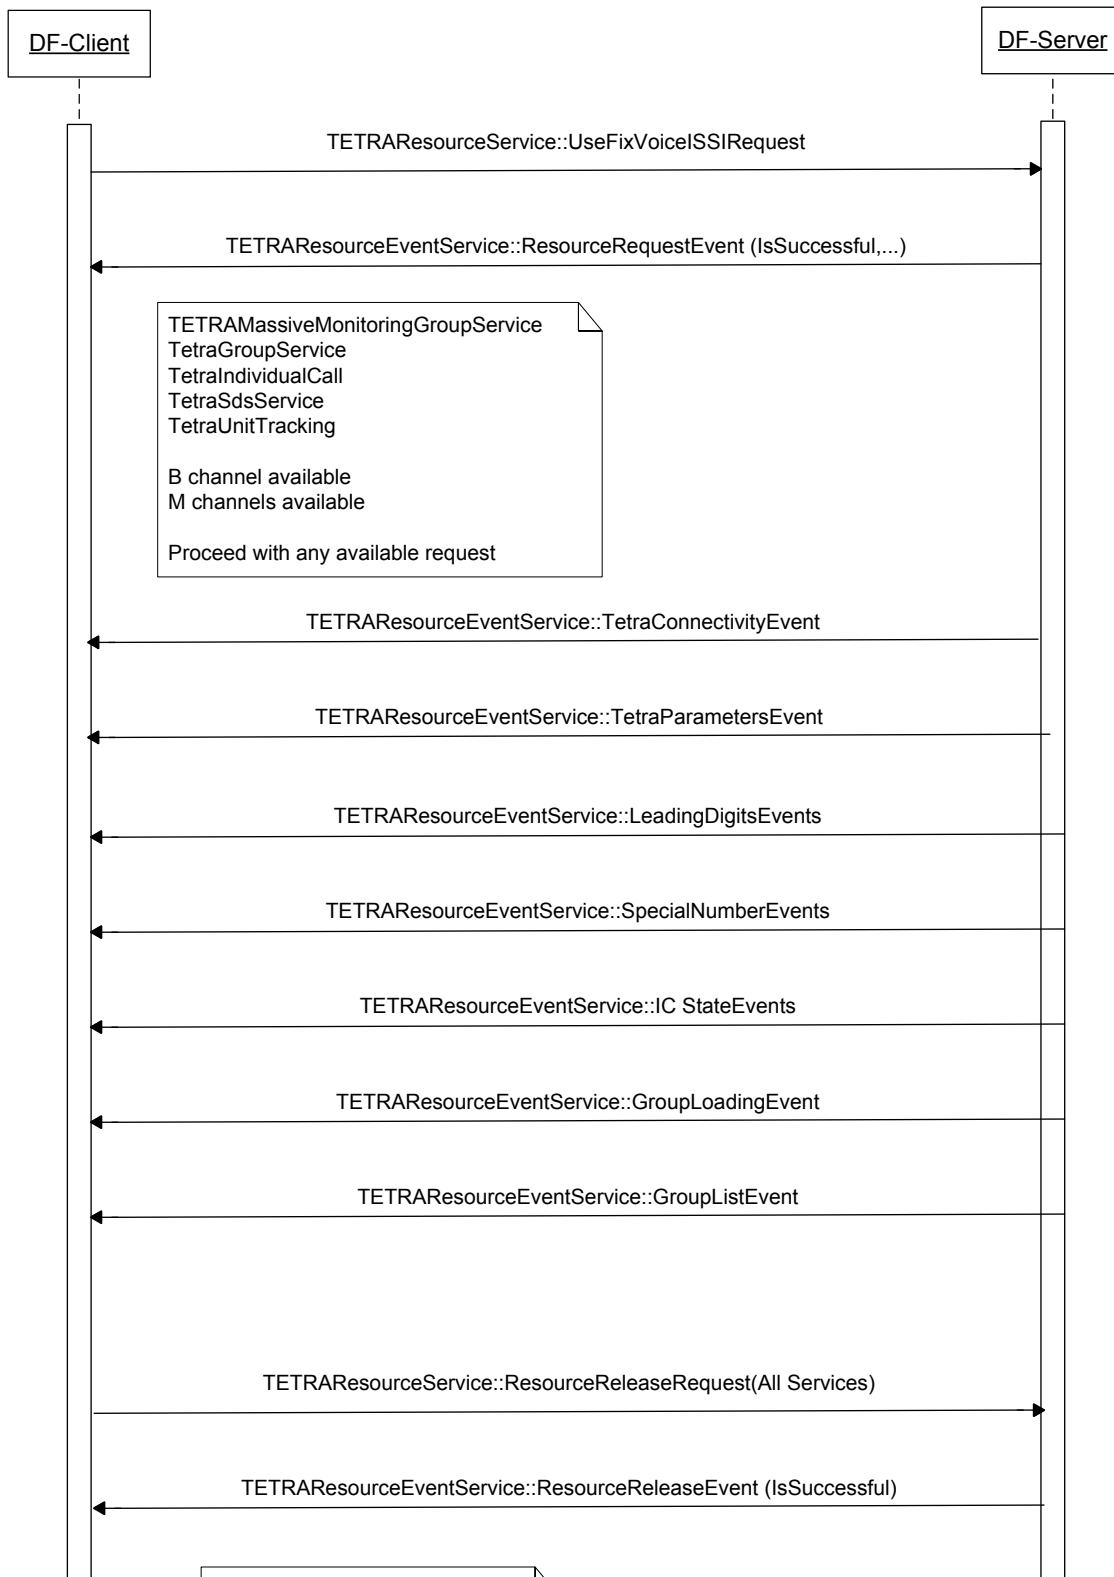 DF-Client
DF-Server
TETRAResourceService::UseFixVoiceISSIRequest
TETRAResourceEventService::ResourceRequestEvent (IsSuccessful,...)
TETRAMassiveMonitoringGroupService
TetraGroupService
TetraIndividualCall
TetraSdsService
TetraUnitTracking
B channel available
M channels available
Proceed with any available request
TETRAResourceEventService::TetraConnectivityEvent
TETRAResourceEventService::TetraParametersEvent
TETRAResourceEventService::LeadingDigitsEvents
TETRAResourceEventService::SpecialNumberEvents
TETRAResourceEventService::IC StateEvents
TETRAResourceEventService::GroupLoadingEvent
TETRAResourceEventService::GroupListEvent
TETRAResourceService::ResourceReleaseRequest(All Services)
TETRAResourceEventService::ResourceReleaseEvent (IsSuccessful)